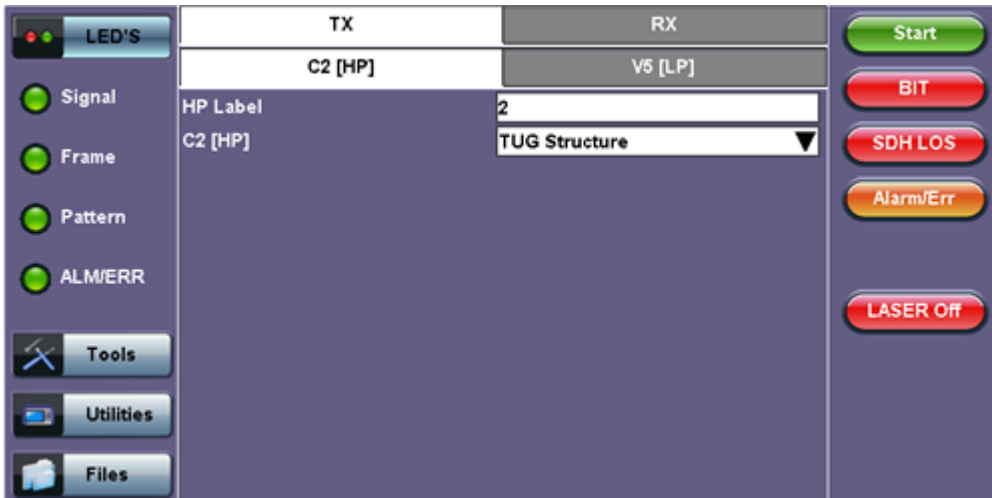 LED'S
Signal
Frame
Pattern
ALM/ERR
Tools
Utilities
Files
TX RX
C2 [HP] V5 [LP]
HP Label 2
C2 [HP] TUG Structure
Start
BIT
SDH LOS
Alarm/Err
LASER Off